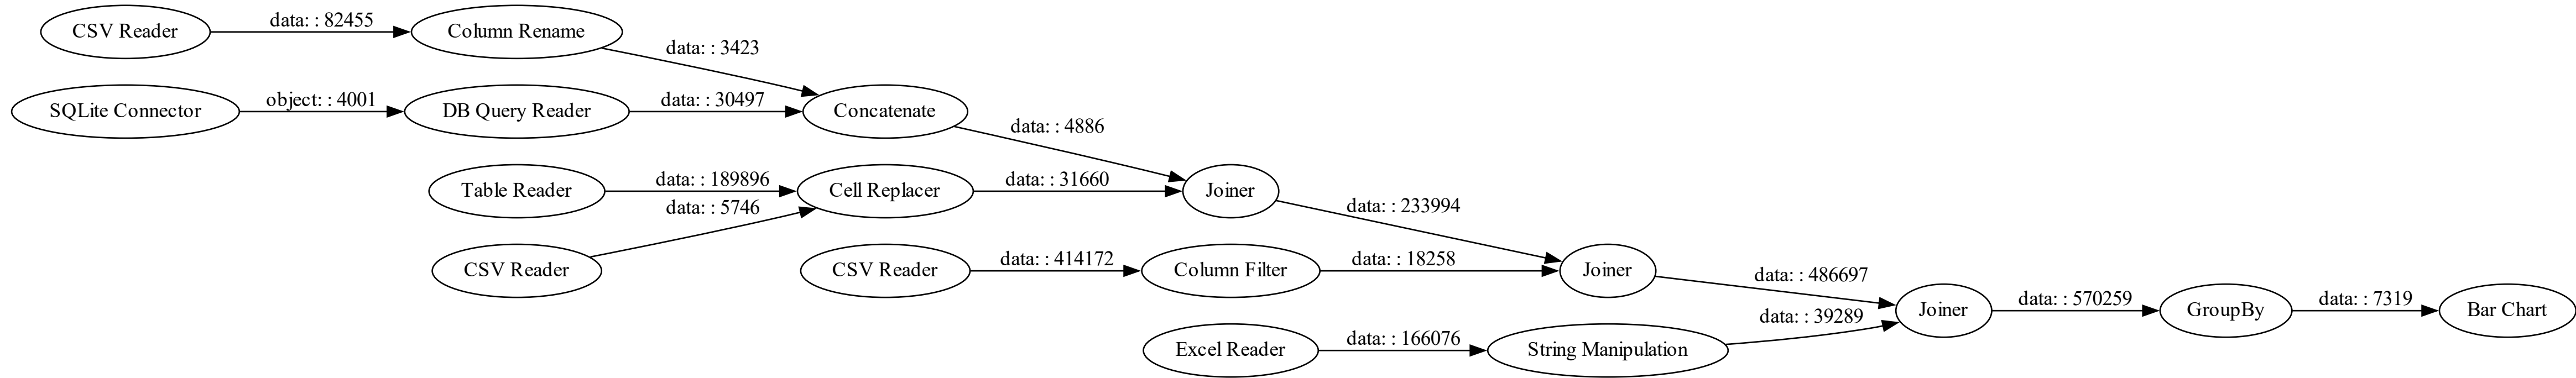 CSV Reader
data: : 82455
Column Rename
data: : 3423
SQLite Connector
object: : 4001
DB Query Reader
data: : 30497
Concatenate
data: : 4886
Table Reader
data: : 189896
Cell Replacer
data: : 31660
Joiner
data: : 5746
data: : 233994
CSV Reader
CSV Reader
data: : 414172
Column Filter
data: : 18258
Joiner
data: : 486697
Joiner
data: : 570259
GroupBy
data: : 7319
Bar Chart
data: : 39289
Excel Reader
data: : 166076
String Manipulation